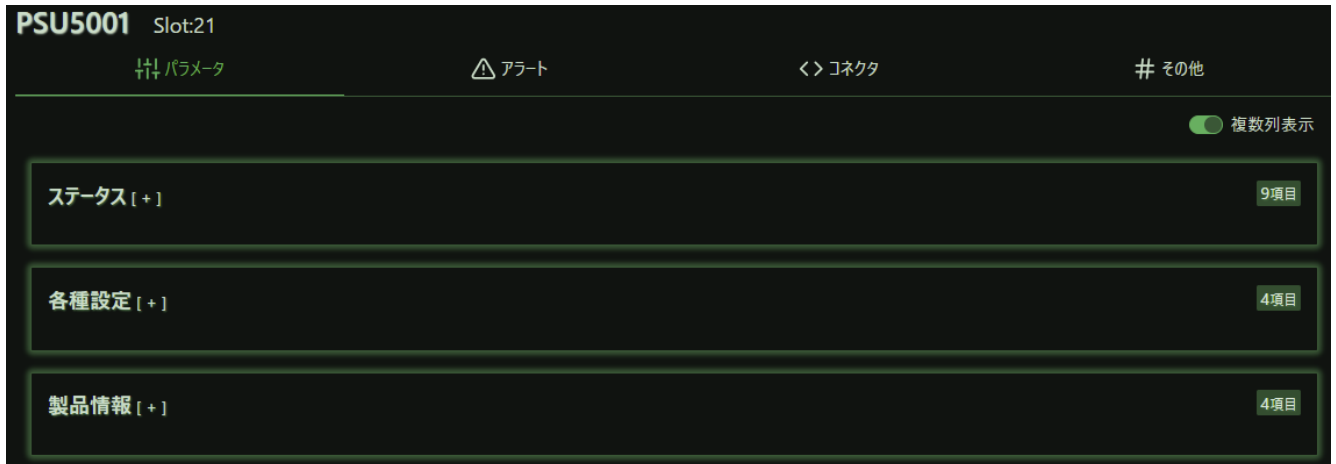 PSU5001 Slot:21
パラメータ アラート <> コネクタ # その他
複数列表示
ステータス [ + ] 9項目
各種設定 [ + ] 4項目
製品情報 [ + ] 4項目